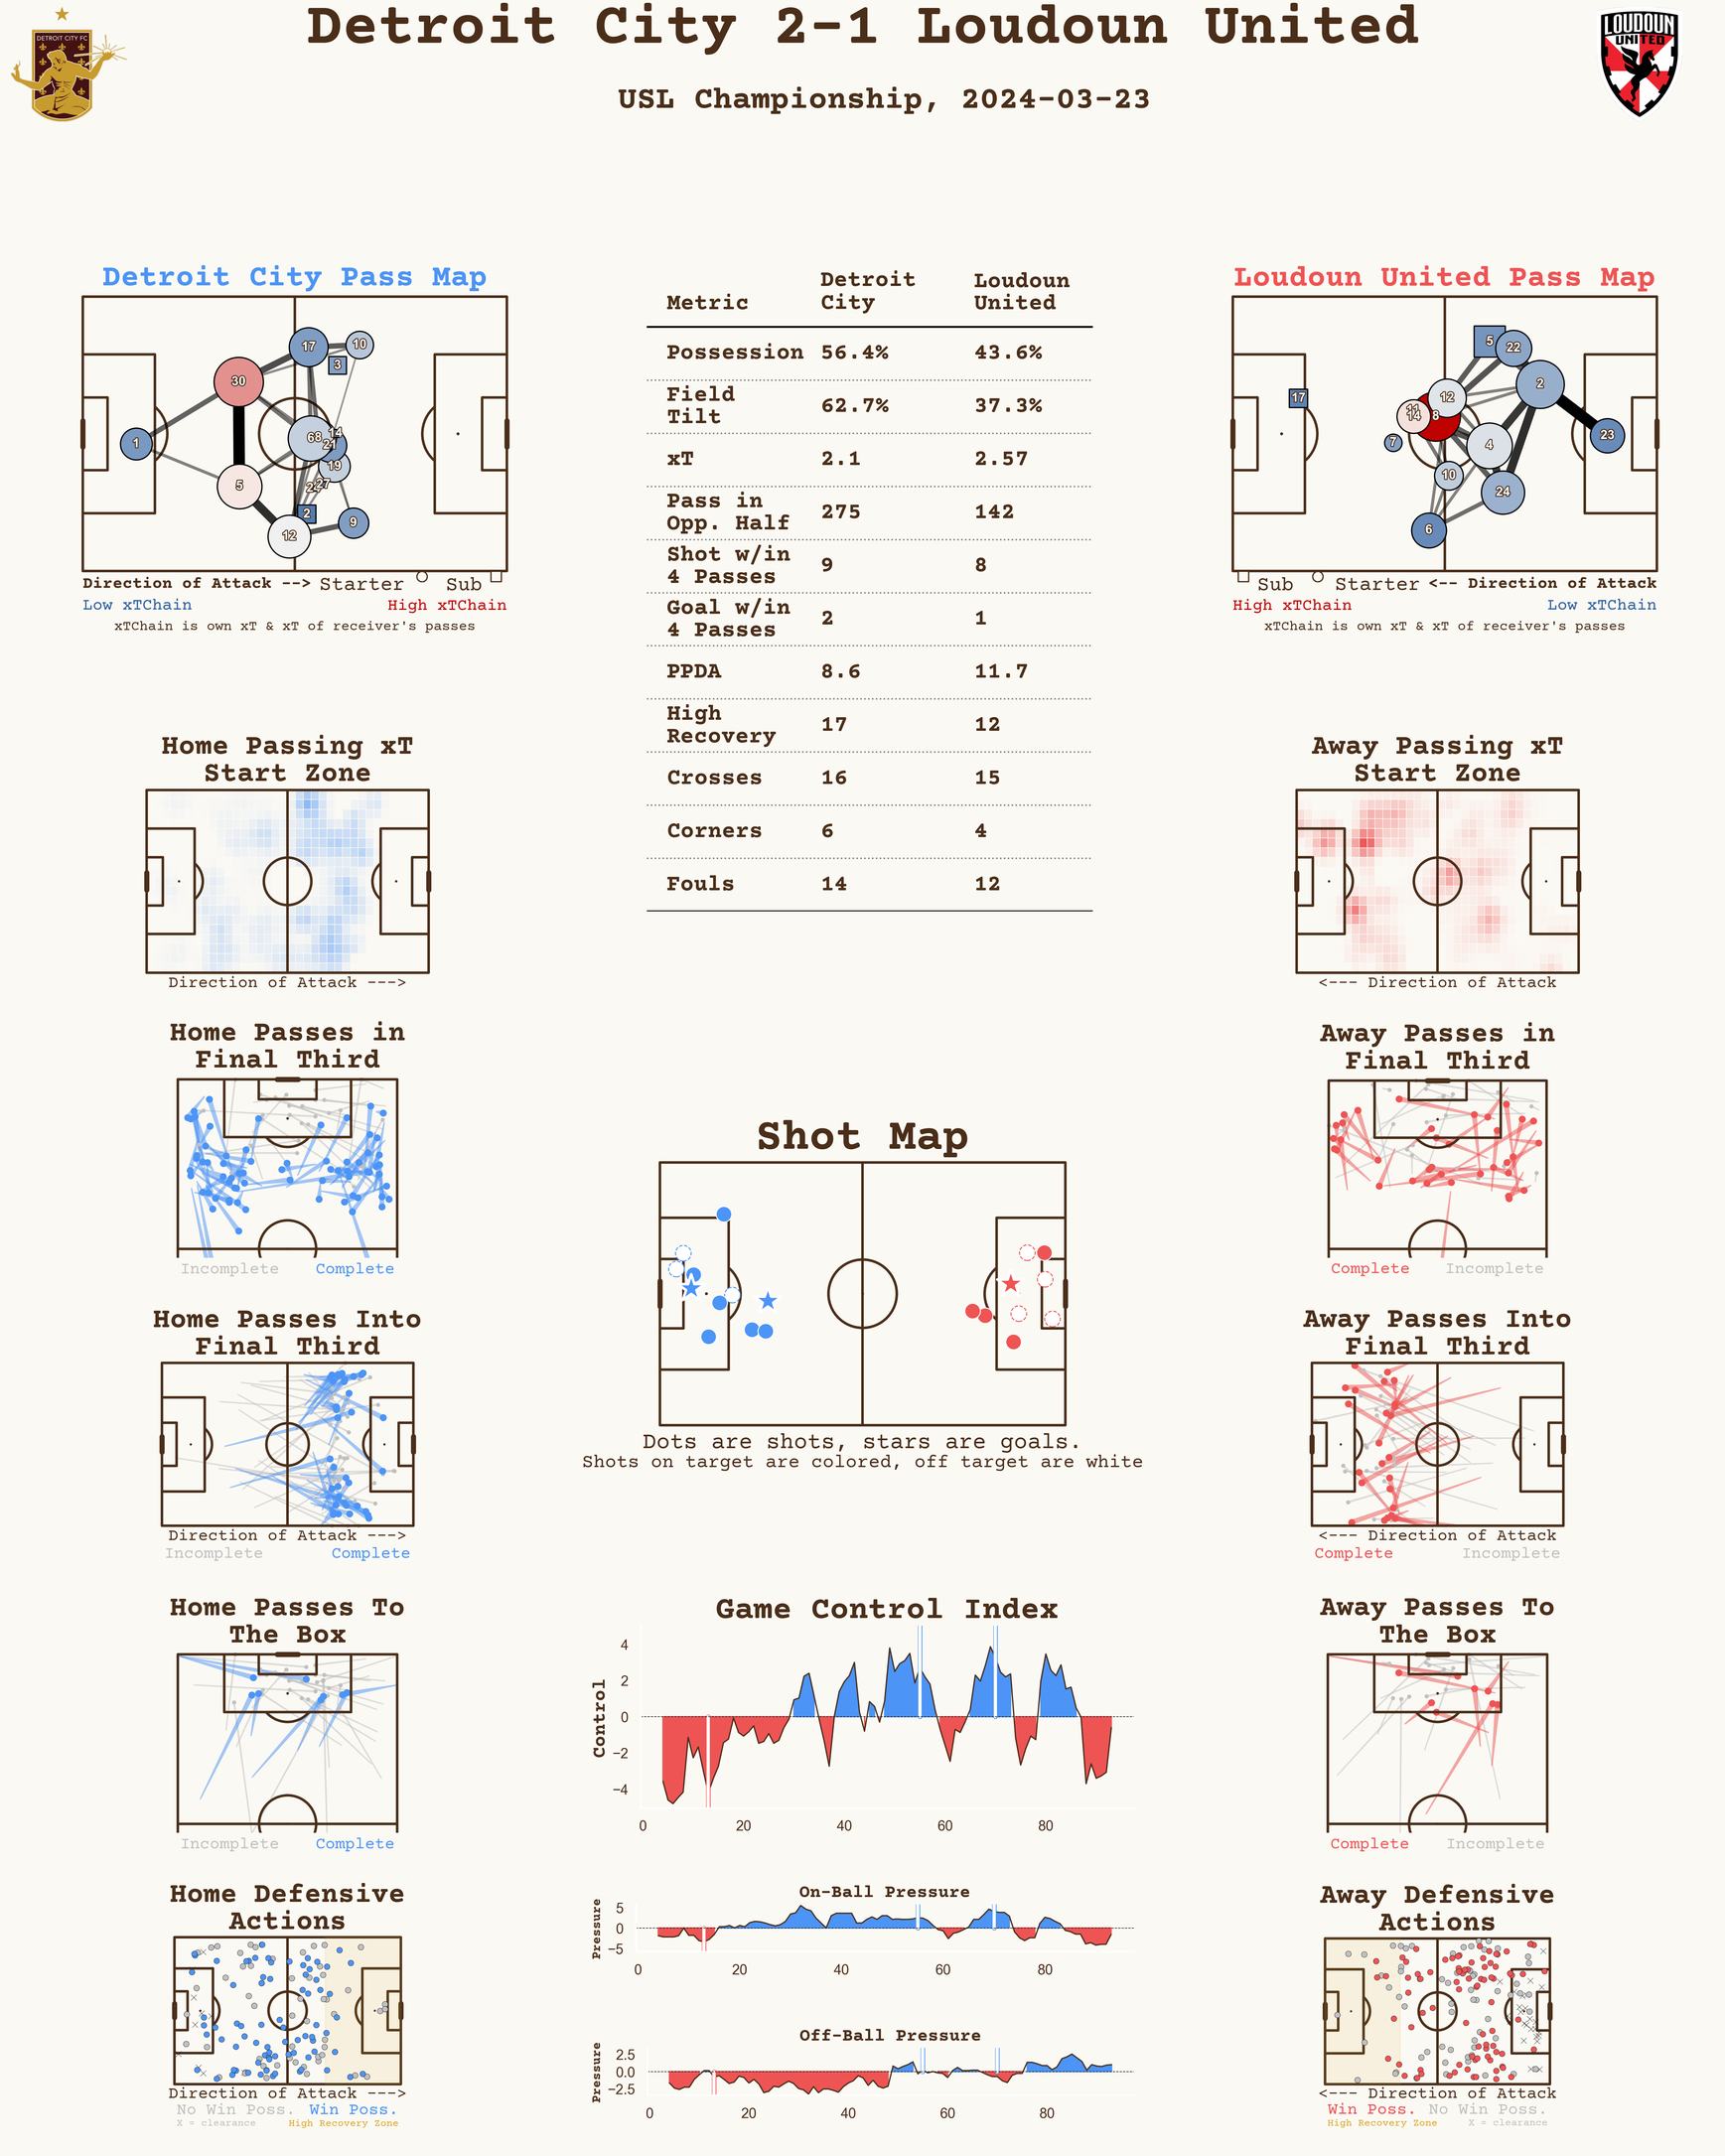 Detroit City 2-1 Loudoun United
USL Championship, 2024-03-23
DETROIT CITY FC
LOUDOUN
UNITED
Detroit City Pass Map
1
30
5
17
10
3
68
14
21
19
27
24
2
12
9
Direction of Attack --> Starter Sub
Low xTChain High xTChain
xTChain is own xT & xT of receiver's passes
Metric Detroit City Loudoun United
Possession 56.4% 43.6%
Field Tilt 62.7% 37.3%
xT 2.1 2.57
Pass in Opp. Half 275 142
Shot w/in 4 Passes 9 8
Goal w/in 4 Passes 2 1
PPDA 8.6 11.7
High Recovery 17 12
Crosses 16 15
Corners 6 4
Fouls 14 12
Loudoun United Pass Map
5
22
2
17
12
11
14
8
7
4
23
10
24
6
Sub Starter <-- Direction of Attack
High xTChain Low xTChain
xTChain is own xT & xT of receiver's passes
Home Passing xT
Start Zone
Direction of Attack --->
Away Passing xT
Start Zone
<--- Direction of Attack
Home Passes in
Final Third
Incomplete Complete
Away Passes in
Final Third
Complete Incomplete
Shot Map
Dots are shots, stars are goals.
Shots on target are colored, off target are white
Home Passes Into
Final Third
Direction of Attack --->
Incomplete Complete
Away Passes Into
Final Third
<--- Direction of Attack
Complete Incomplete
Home Passes To
The Box
Incomplete Complete
Game Control Index
Control
4
2
0
−2
−4
0 20 40 60 80
Away Passes To
The Box
Complete Incomplete
Home Defensive
Actions
Direction of Attack --->
No Win Poss. Win Poss.
X = clearance High Recovery Zone
On-Ball Pressure
Pressure
5
0
−5
0 20 40 60 80
Off-Ball Pressure
Pressure
2.5
0.0
−2.5
0 20 40 60 80
Away Defensive
Actions
<--- Direction of Attack
Win Poss. No Win Poss.
High Recovery Zone X = clearance